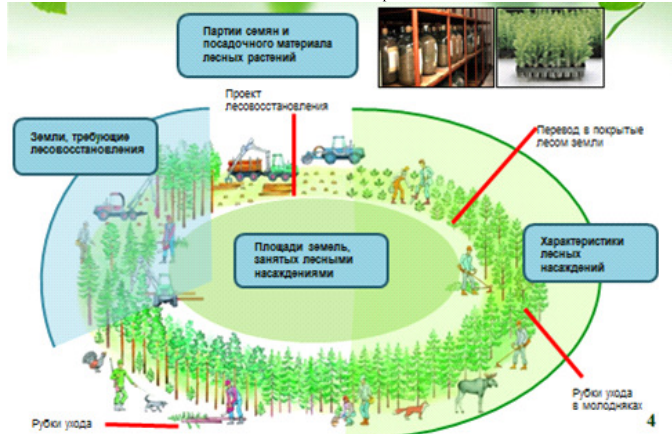 Партии семян и
посадочного материала
лесных растений
Проект
лесовосстановления
Земли, требующие
лесовосстановления
Перевод в покрытые
лесом земли
Площади земель,
занятых лесными
насаждениями
Характеристики
лесных
насаждений
Рубки ухода
в молодняках
Рубки ухода
4